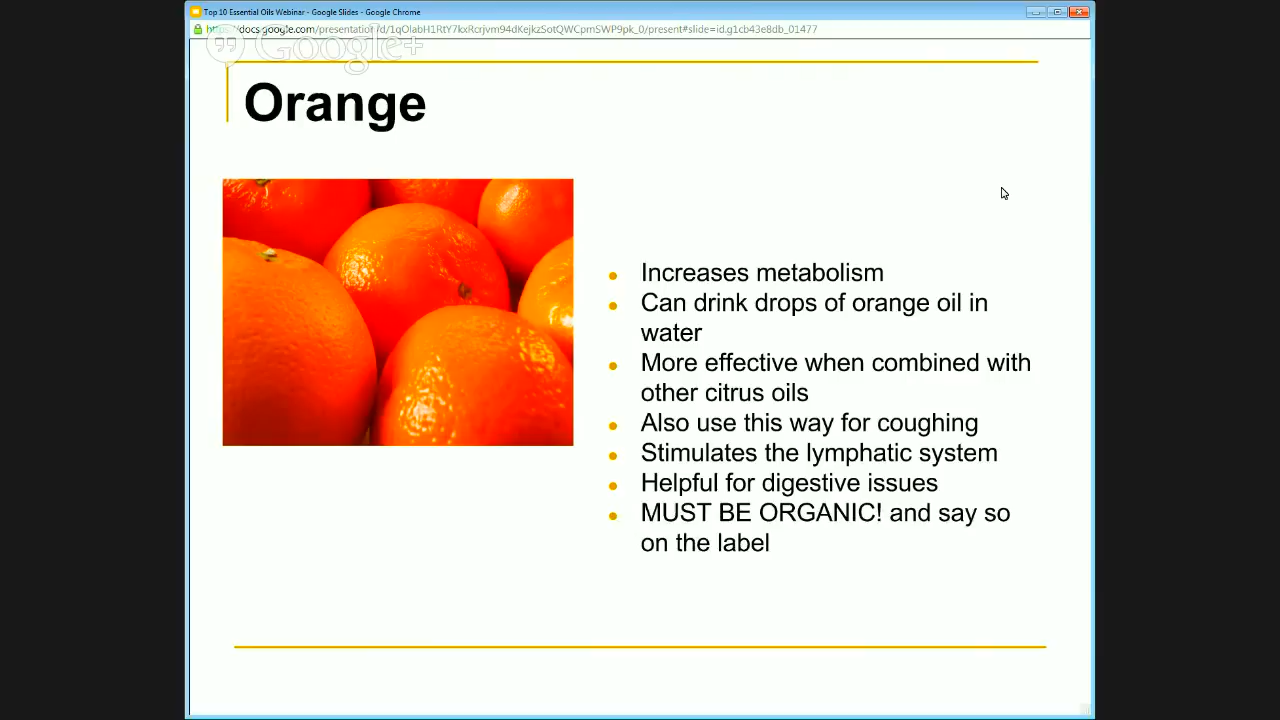 Top 10 Essential Oils Webinar - Google Slides - Google Chrome
https://docs.google.com/presentation/d/1qOlabH1RtY7kxRcrjvm94dKejkzSotQWCpmSWP9pk_0/present#slide=id.g1cb43e8db_01477
Google+
Orange
Increases metabolism
Can drink drops of orange oil in
water
More effective when combined with
other citrus oils
Also use this way for coughing
Stimulates the lymphatic system
Helpful for digestive issues
MUST BE ORGANIC! and say so
on the label